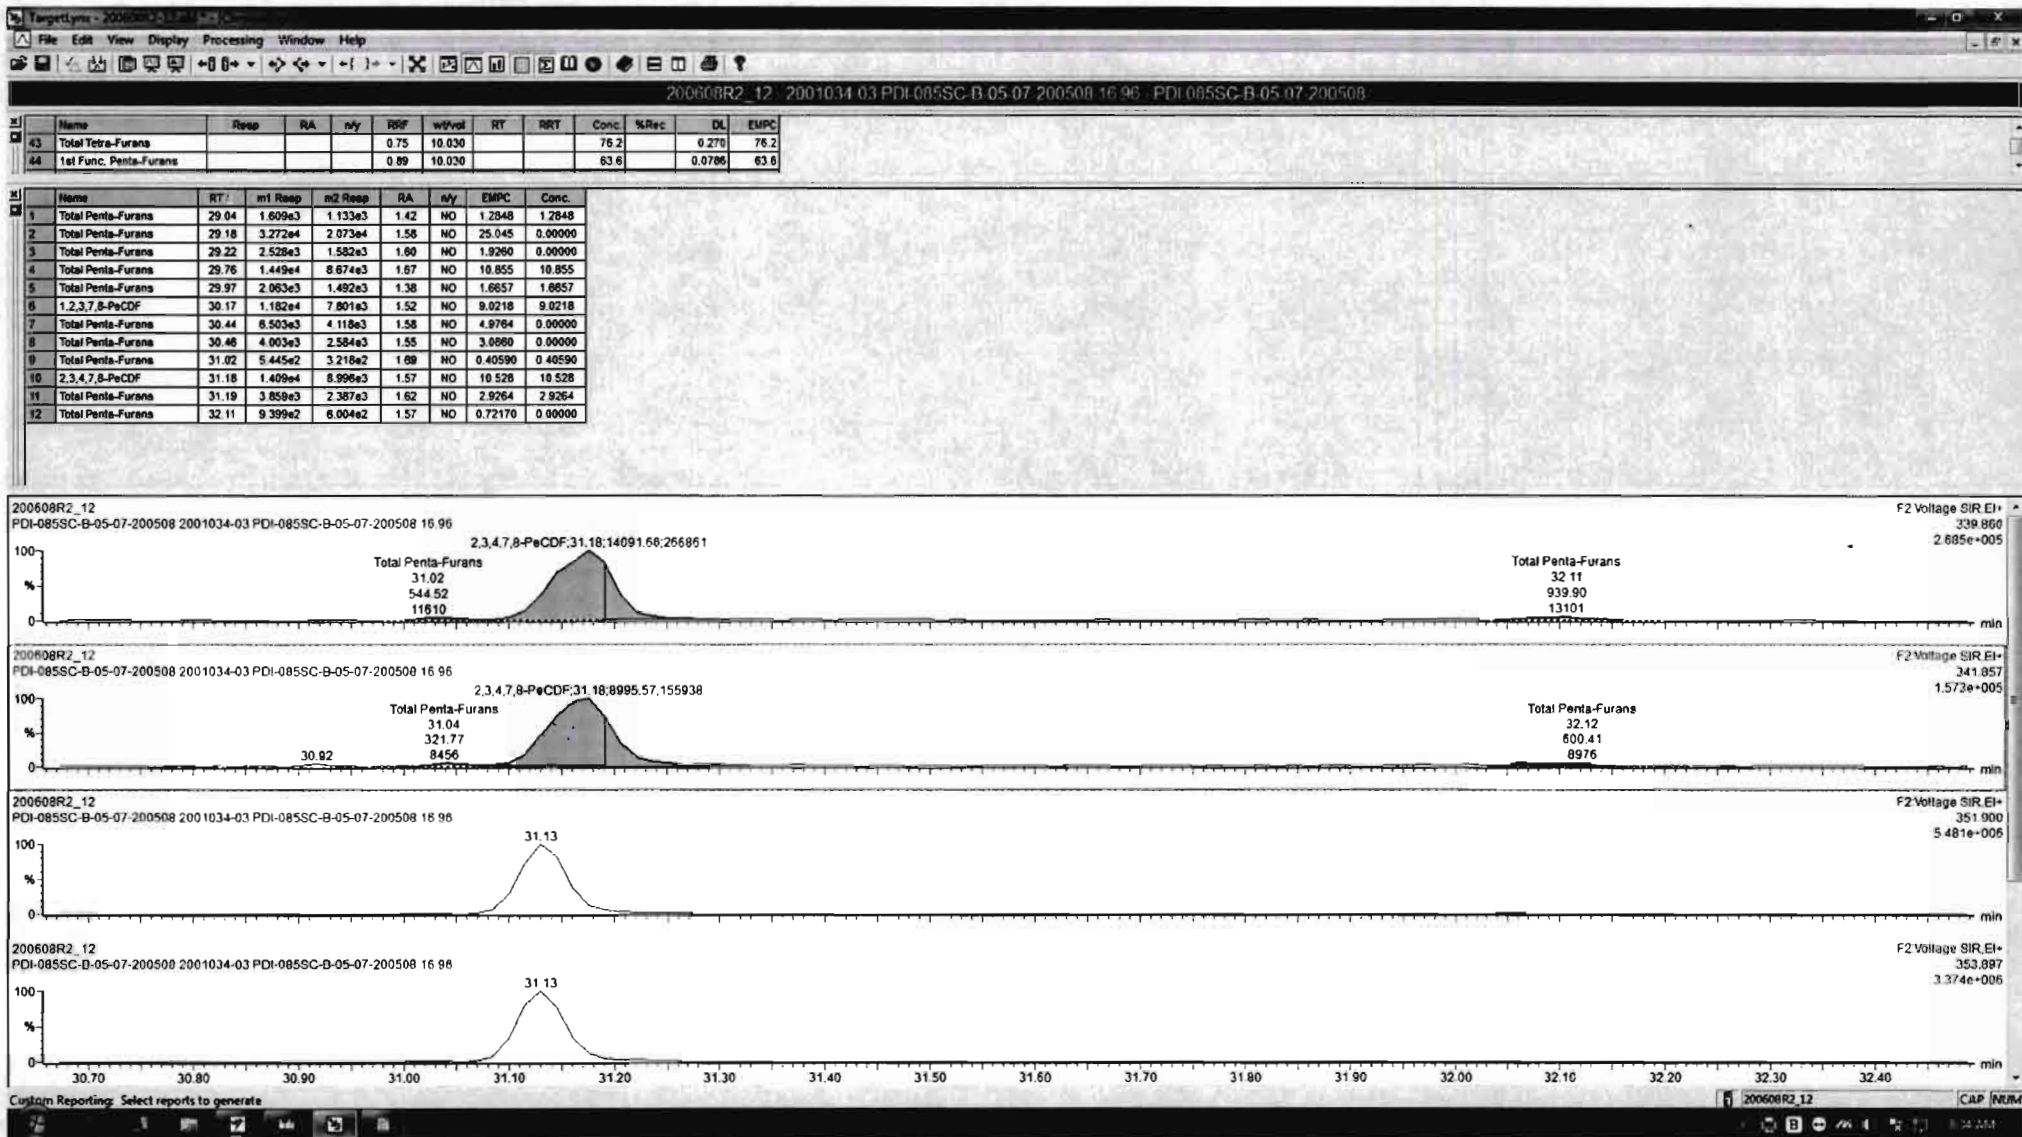 TargetLynx - 200608R2-12
File Edit View Display Processing Window Help
200608R2_12 - 2001034-03 PDI-085SC-B-05-07-200508 16.96 - PDI-085SC-B-05-07-200508
Name Resp RA n/y RRF wt/vol RT RRT Conc. %Rec DL EMPC
43 Total Tetra-Furans 0.75 10.030 76.2 0.270 76.2
44 1st Func. Penta-Furans 0.89 10.030 63.6 0.0786 63.6
Name RT m1 Resp m2 Resp RA n/y EMPC Conc.
1 Total Penta-Furans 29.04 1.609e3 1.133e3 1.42 NO 1.2848 1.2848
2 Total Penta-Furans 29.18 3.272e4 2.073e4 1.58 NO 25.045 0.00000
3 Total Penta-Furans 29.22 2.528e3 1.582e3 1.60 NO 1.9260 0.00000
4 Total Penta-Furans 29.76 1.449e4 8.674e3 1.67 NO 10.855 10.855
5 Total Penta-Furans 29.97 2.063e3 1.492e3 1.38 NO 1.6657 1.6657
6 1,2,3,7,8-PeCDF 30.17 1.182e4 7.801e3 1.52 NO 9.0218 9.0218
7 Total Penta-Furans 30.44 6.503e3 4.118e3 1.58 NO 4.9764 0.00000
8 Total Penta-Furans 30.46 4.003e3 2.584e3 1.55 NO 3.0860 0.00000
9 Total Penta-Furans 31.02 5.445e2 3.218e2 1.69 NO 0.40590 0.40590
10 2,3,4,7,8-PeCDF 31.18 1.409e4 8.996e3 1.57 NO 10.528 10.528
11 Total Penta-Furans 31.19 3.859e3 2.387e3 1.62 NO 2.9264 2.9264
12 Total Penta-Furans 32.11 9.399e2 6.004e2 1.57 NO 0.72170 0.00000
200608R2_12
PDI-085SC-B-05-07-200508 2001034-03 PDI-085SC-B-05-07-200508 16.96
F2:Voltage SIR,EI+
339.860
2.685e+005
100
%
0
2,3,4,7,8-PeCDF;31.18;14091.66;266861
Total Penta-Furans
31.02
544.52
11610
Total Penta-Furans
32.11
939.90
13101
min
200608R2_12
PDI-085SC-B-05-07-200508 2001034-03 PDI-085SC-B-05-07-200508 16.96
F2:Voltage SIR,EI+
341.857
1.573e+005
100
%
0
2,3,4,7,8-PeCDF;31.18;8995.57;155938
Total Penta-Furans
31.04
321.77
8456
30.92
Total Penta-Furans
32.12
600.41
8976
min
200608R2_12
PDI-085SC-B-05-07-200508 2001034-03 PDI-085SC-B-05-07-200508 16.96
F2:Voltage SIR,EI+
351.900
5.481e+006
100
%
0
31.13
min
200608R2_12
PDI-085SC-B-05-07-200508 2001034-03 PDI-085SC-B-05-07-200508 16.96
F2:Voltage SIR,EI+
353.897
3.374e+006
100
%
0
31.13
min
30.70 30.80 30.90 31.00 31.10 31.20 31.30 31.40 31.50 31.60 31.70 31.80 31.90 32.00 32.10 32.20 32.30 32.40
Custom Reporting: Select reports to generate
200608R2_12 CAP NUM